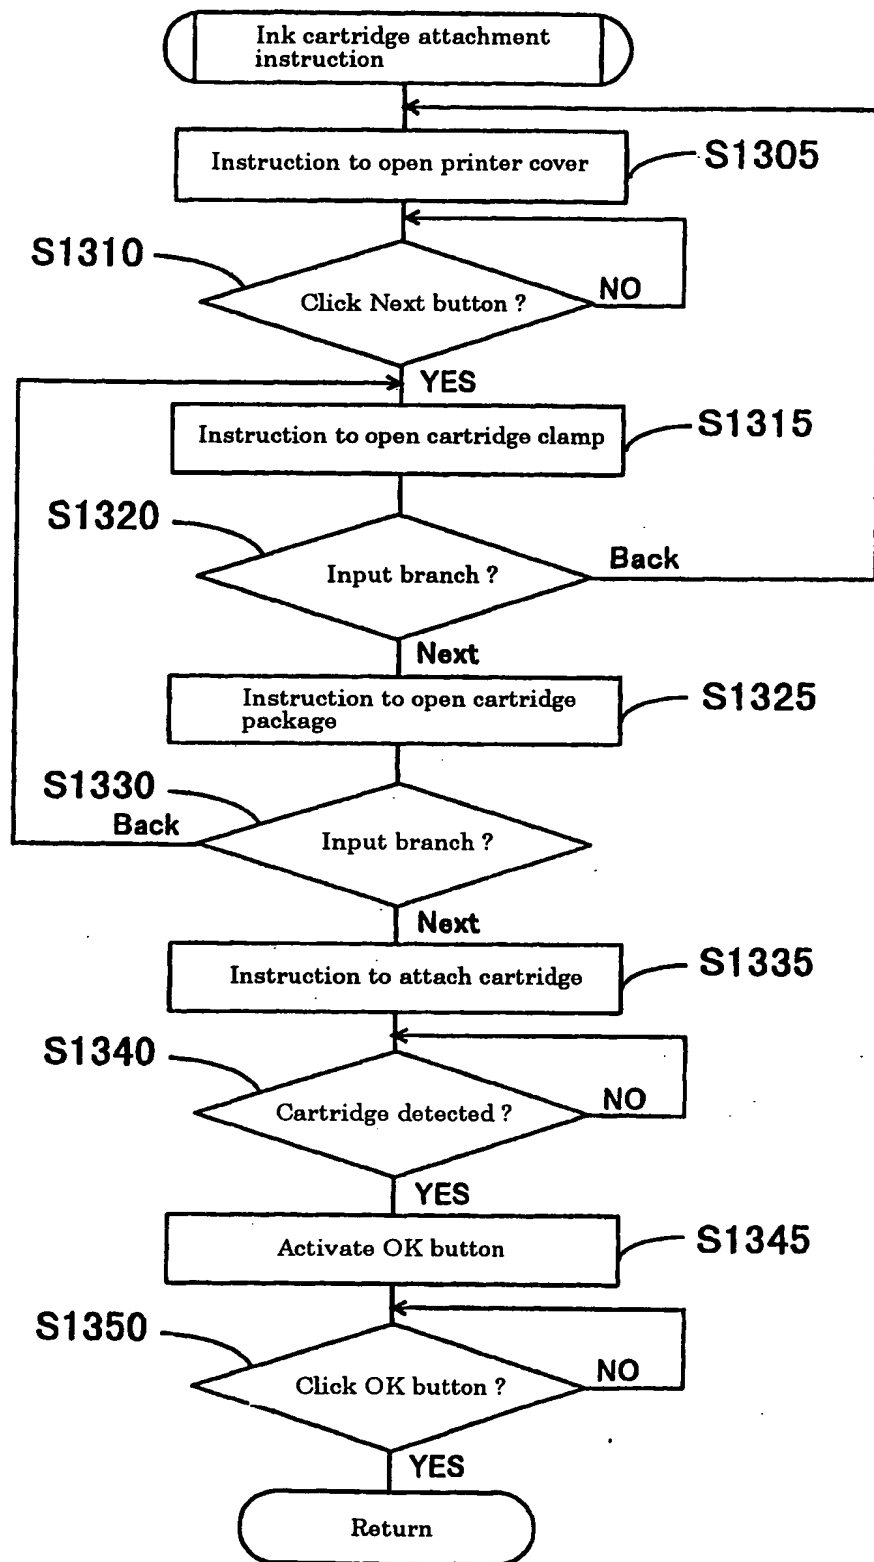 Ink cartridge attachment
instruction
Instruction to open printer cover
S1305
S1310
Click Next button ?
NO
YES
Instruction to open cartridge clamp
S1315
S1320
Input branch ?
Back
Next
Instruction to open cartridge
package
S1325
S1330
Back
Input branch ?
Next
Instruction to attach cartridge
S1335
S1340
Cartridge detected ?
NO
YES
Activate OK button
S1345
S1350
Click OK button ?
NO
YES
Return